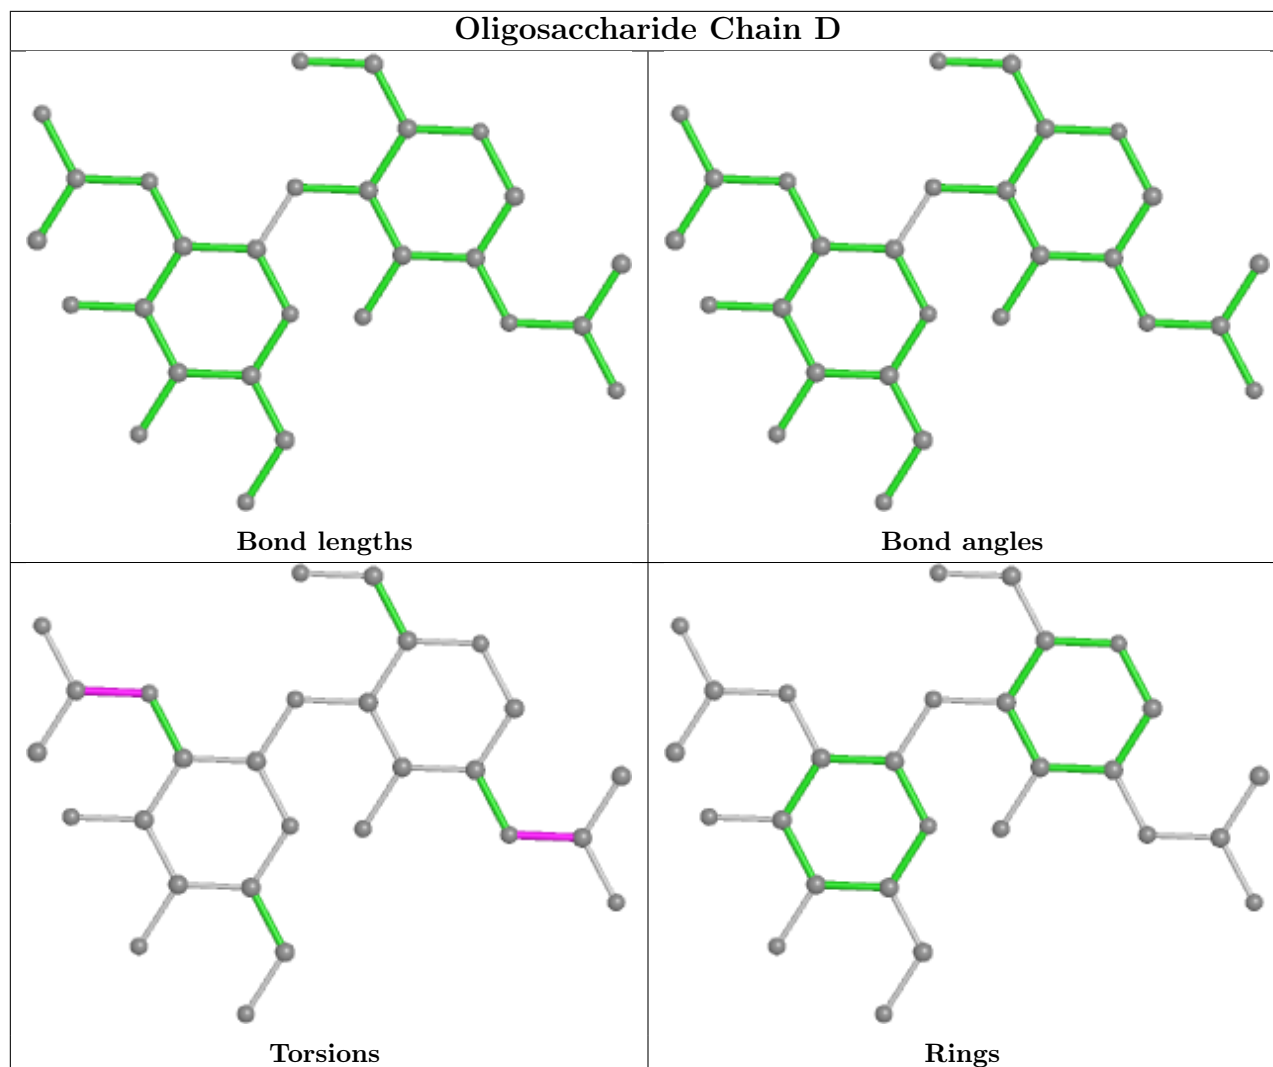 Oligosaccharide Chain D
Bond lengths
Bond angles
Torsions
Rings